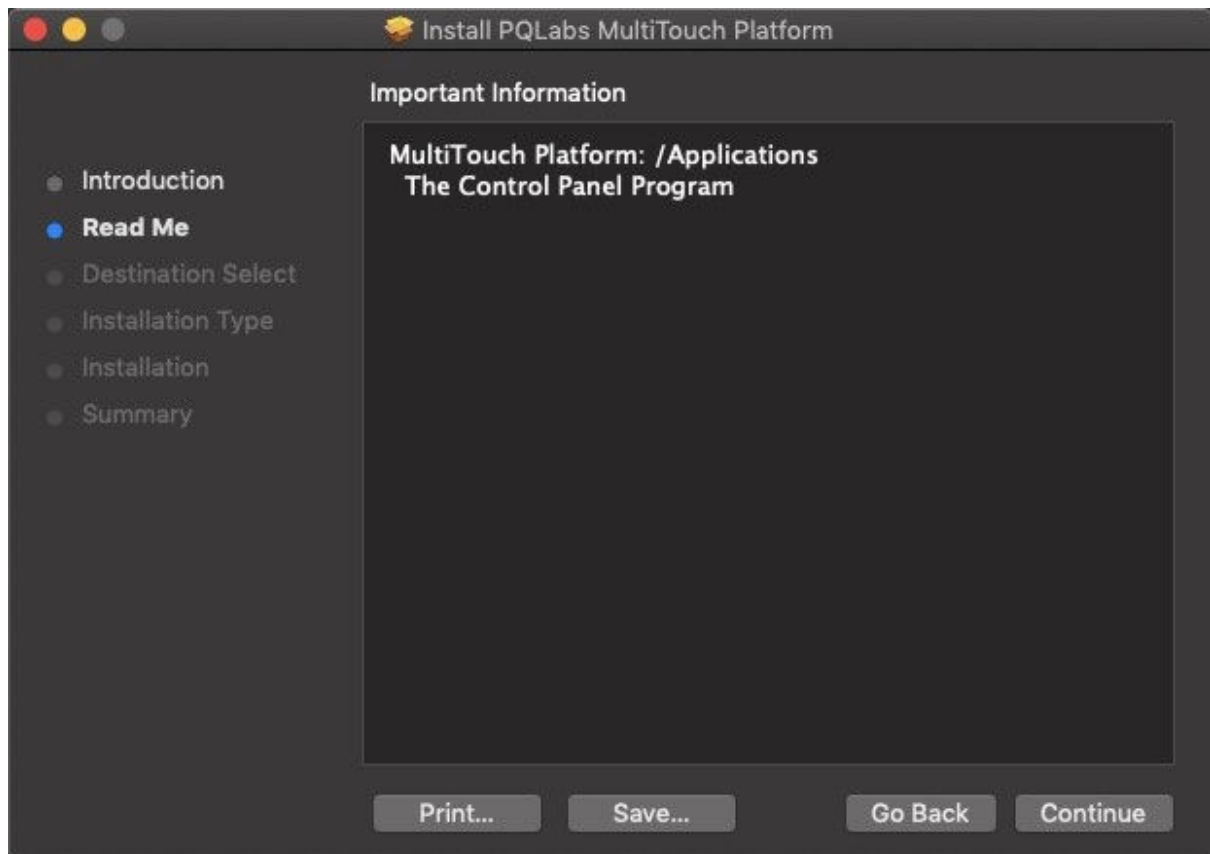 Install PQLabs MultiTouch Platform
Important Information
Introduction
Read Me
Destination Select
Installation Type
Installation
Summary
MultiTouch Platform: /Applications
The Control Panel Program
Print...
Save...
Go Back
Continue